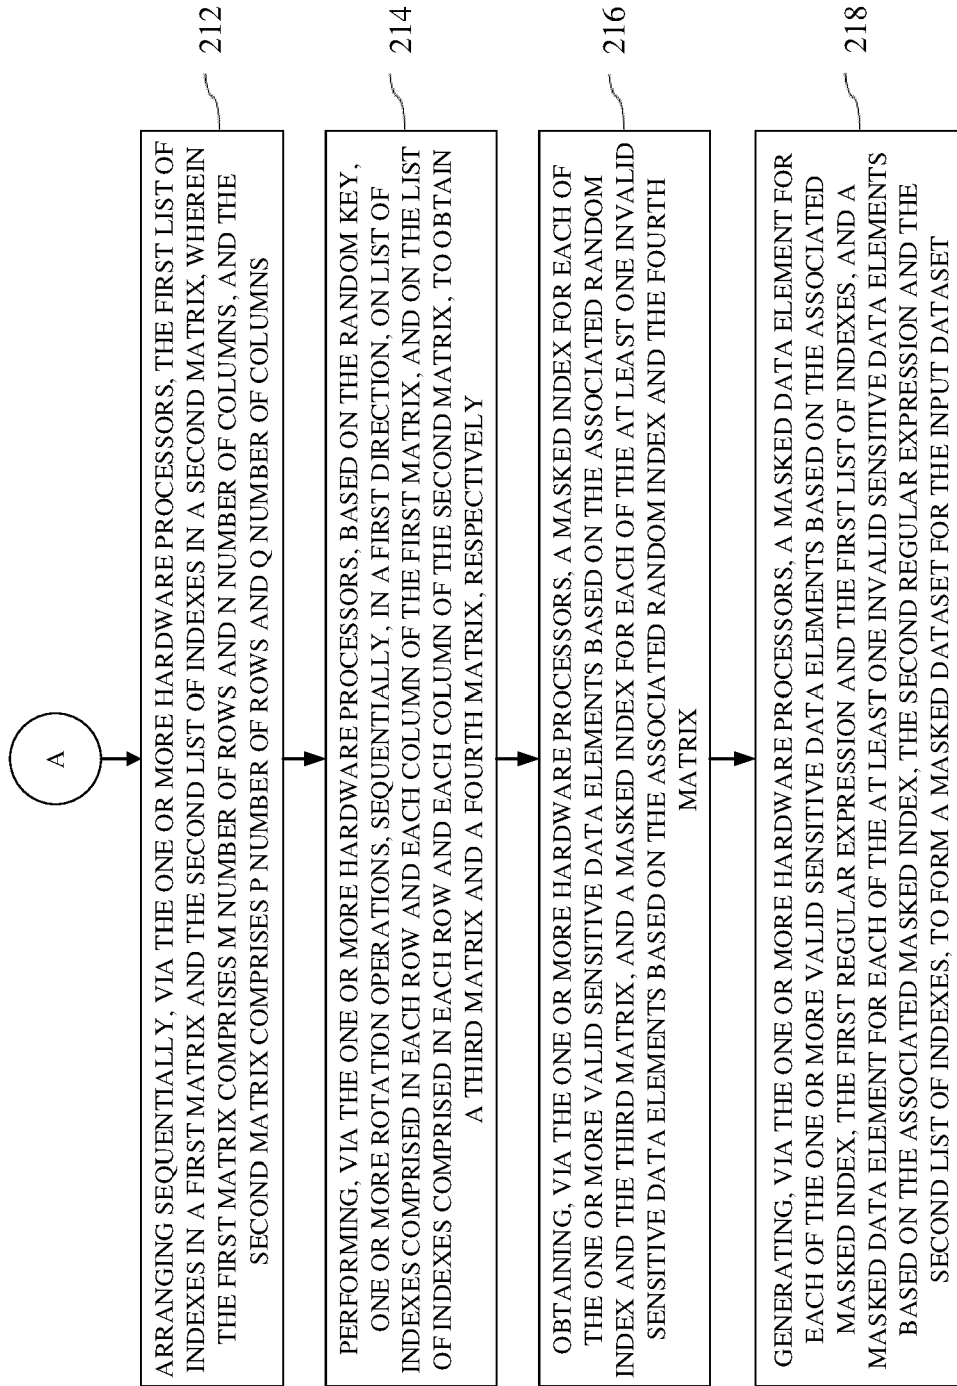 A
ARRANGING SEQUENTIALLY, VIA THE ONE OR MORE HARDWARE PROCESSORS, THE FIRST LIST OF
INDEXES IN A FIRST MATRIX AND THE SECOND LIST OF INDEXES IN A SECOND MATRIX, WHEREIN
THE FIRST MATRIX COMPRISES M NUMBER OF ROWS AND N NUMBER OF COLUMNS, AND THE
SECOND MATRIX COMPRISES P NUMBER OF ROWS AND Q NUMBER OF COLUMNS
212
PERFORMING, VIA THE ONE OR MORE HARDWARE PROCESSORS, BASED ON THE RANDOM KEY,
ONE OR MORE ROTATION OPERATIONS, SEQUENTIALLY, IN A FIRST DIRECTION, ON LIST OF
INDEXES COMPRISED IN EACH ROW AND EACH COLUMN OF THE FIRST MATRIX, AND ON THE LIST
OF INDEXES COMPRISED IN EACH ROW AND EACH COLUMN OF THE SECOND MATRIX, TO OBTAIN
A THIRD MATRIX AND A FOURTH MATRIX, RESPECTIVELY
214
OBTAINING, VIA THE ONE OR MORE HARDWARE PROCESSORS, A MASKED INDEX FOR EACH OF
THE ONE OR MORE VALID SENSITIVE DATA ELEMENTS BASED ON THE ASSOCIATED RANDOM
INDEX AND THE THIRD MATRIX, AND A MASKED INDEX FOR EACH OF THE AT LEAST ONE INVALID
SENSITIVE DATA ELEMENTS BASED ON THE ASSOCIATED RANDOM INDEX AND THE FOURTH
MATRIX
216
GENERATING, VIA THE ONE OR MORE HARDWARE PROCESSORS, A MASKED DATA ELEMENT FOR
EACH OF THE ONE OR MORE VALID SENSITIVE DATA ELEMENTS BASED ON THE ASSOCIATED
MASKED INDEX, THE FIRST REGULAR EXPRESSION AND THE FIRST LIST OF INDEXES, AND A
MASKED DATA ELEMENT FOR EACH OF THE AT LEAST ONE INVALID SENSITIVE DATA ELEMENTS
BASED ON THE ASSOCIATED MASKED INDEX, THE SECOND REGULAR EXPRESSION AND THE
SECOND LIST OF INDEXES, TO FORM A MASKED DATASET FOR THE INPUT DATASET
218